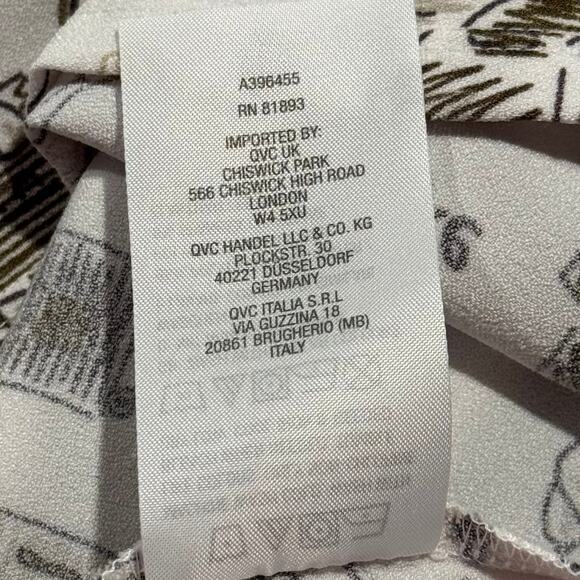 A396455
RN 81893
IMPORTED BY:
QVC UK
CHISWICK PARK
566 CHISWICK HIGH ROAD
LONDON
W4 5XU
QVC HANDEL LLC & CO. KG
PLOCKSTR. 30
40221 DÜSSELDORF
GERMANY
QVC ITALIA S.R.L
VIA GUZZINA 18
20861 BRUGHERIO (MB)
ITALY